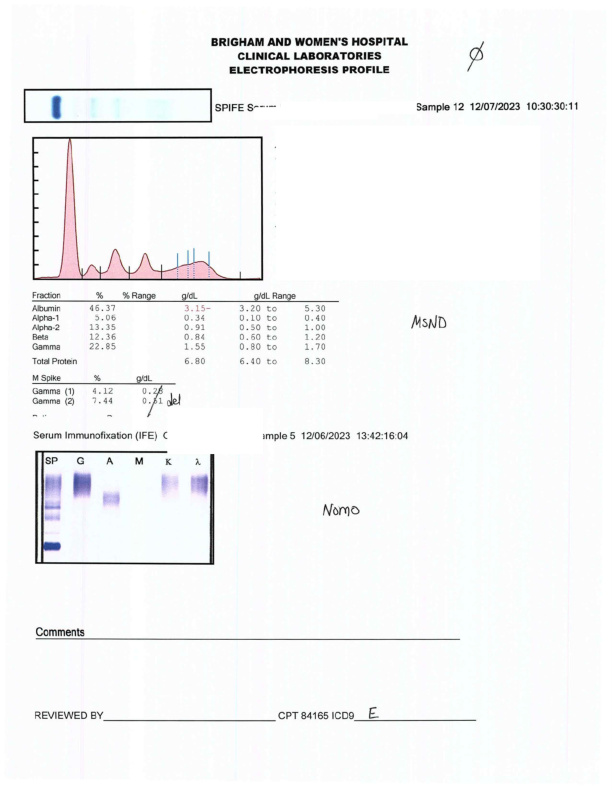 BRIGHAM AND WOMEN'S HOSPITAL
CLINICAL LABORATORIES
ELECTROPHORESIS PROFILE
Ø
SPIFE S
Sample 12 12/07/2023 10:30:30:11
Fraction % % Range g/dL g/dL Range
Albumin 46.37 3.15- 3.20 to 5.30
Alpha-1 5.06 0.34 0.10 to 0.40
Alpha-2 13.35 0.91 0.50 to 1.00
Beta 12.36 0.84 0.60 to 1.20
Gamma 22.85 1.55 0.80 to 1.70
Total Protein 6.80 6.40 to 8.30
MSND
M Spike % g/dL
Gamma (1) 4.12 0.28
Gamma (2) 7.44 0.51 del
Serum Immunofixation (IFE) mple 5 12/06/2023 13:42:16:04
SP G A M K λ
Nomo
Comments
REVIEWED BY CPT 84165 ICD9 E